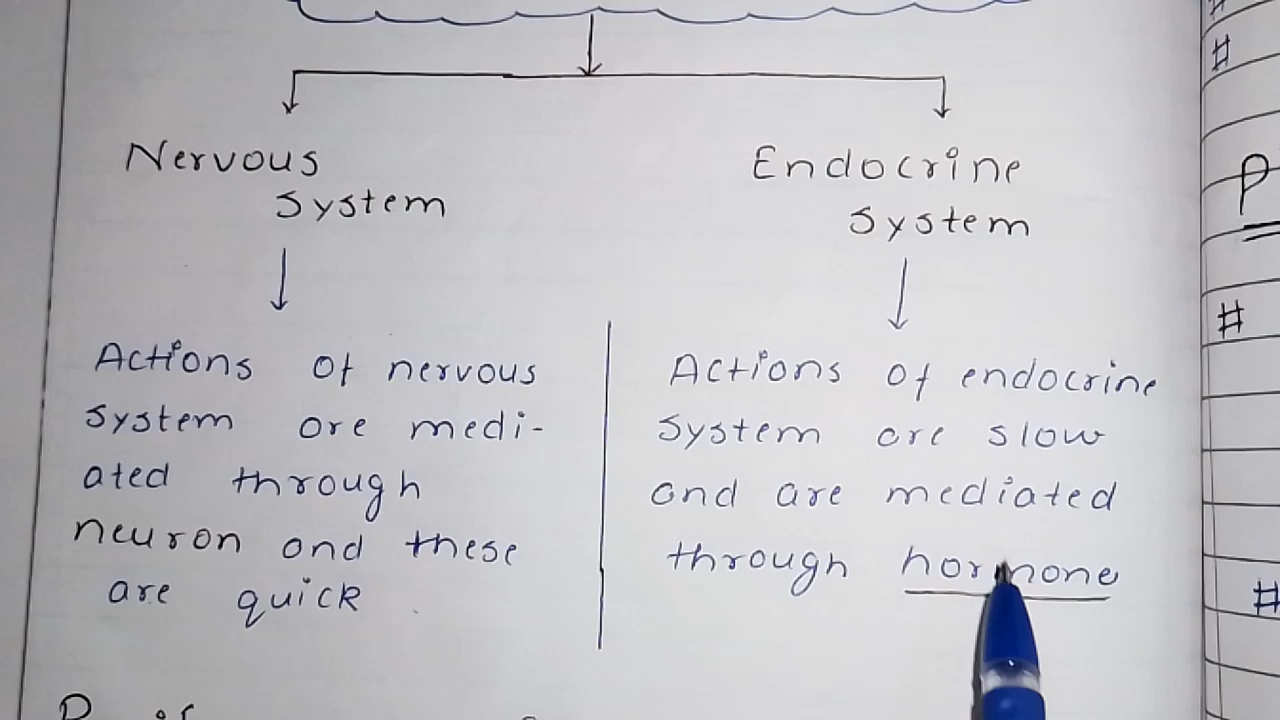 Nervous
System
Endocrine
System
Actions of nervous
system are medi-
ated through
neuron and these
are quick
Actions of endocrine
system are slow
and are mediated
through hormone
#
#
P
#
#